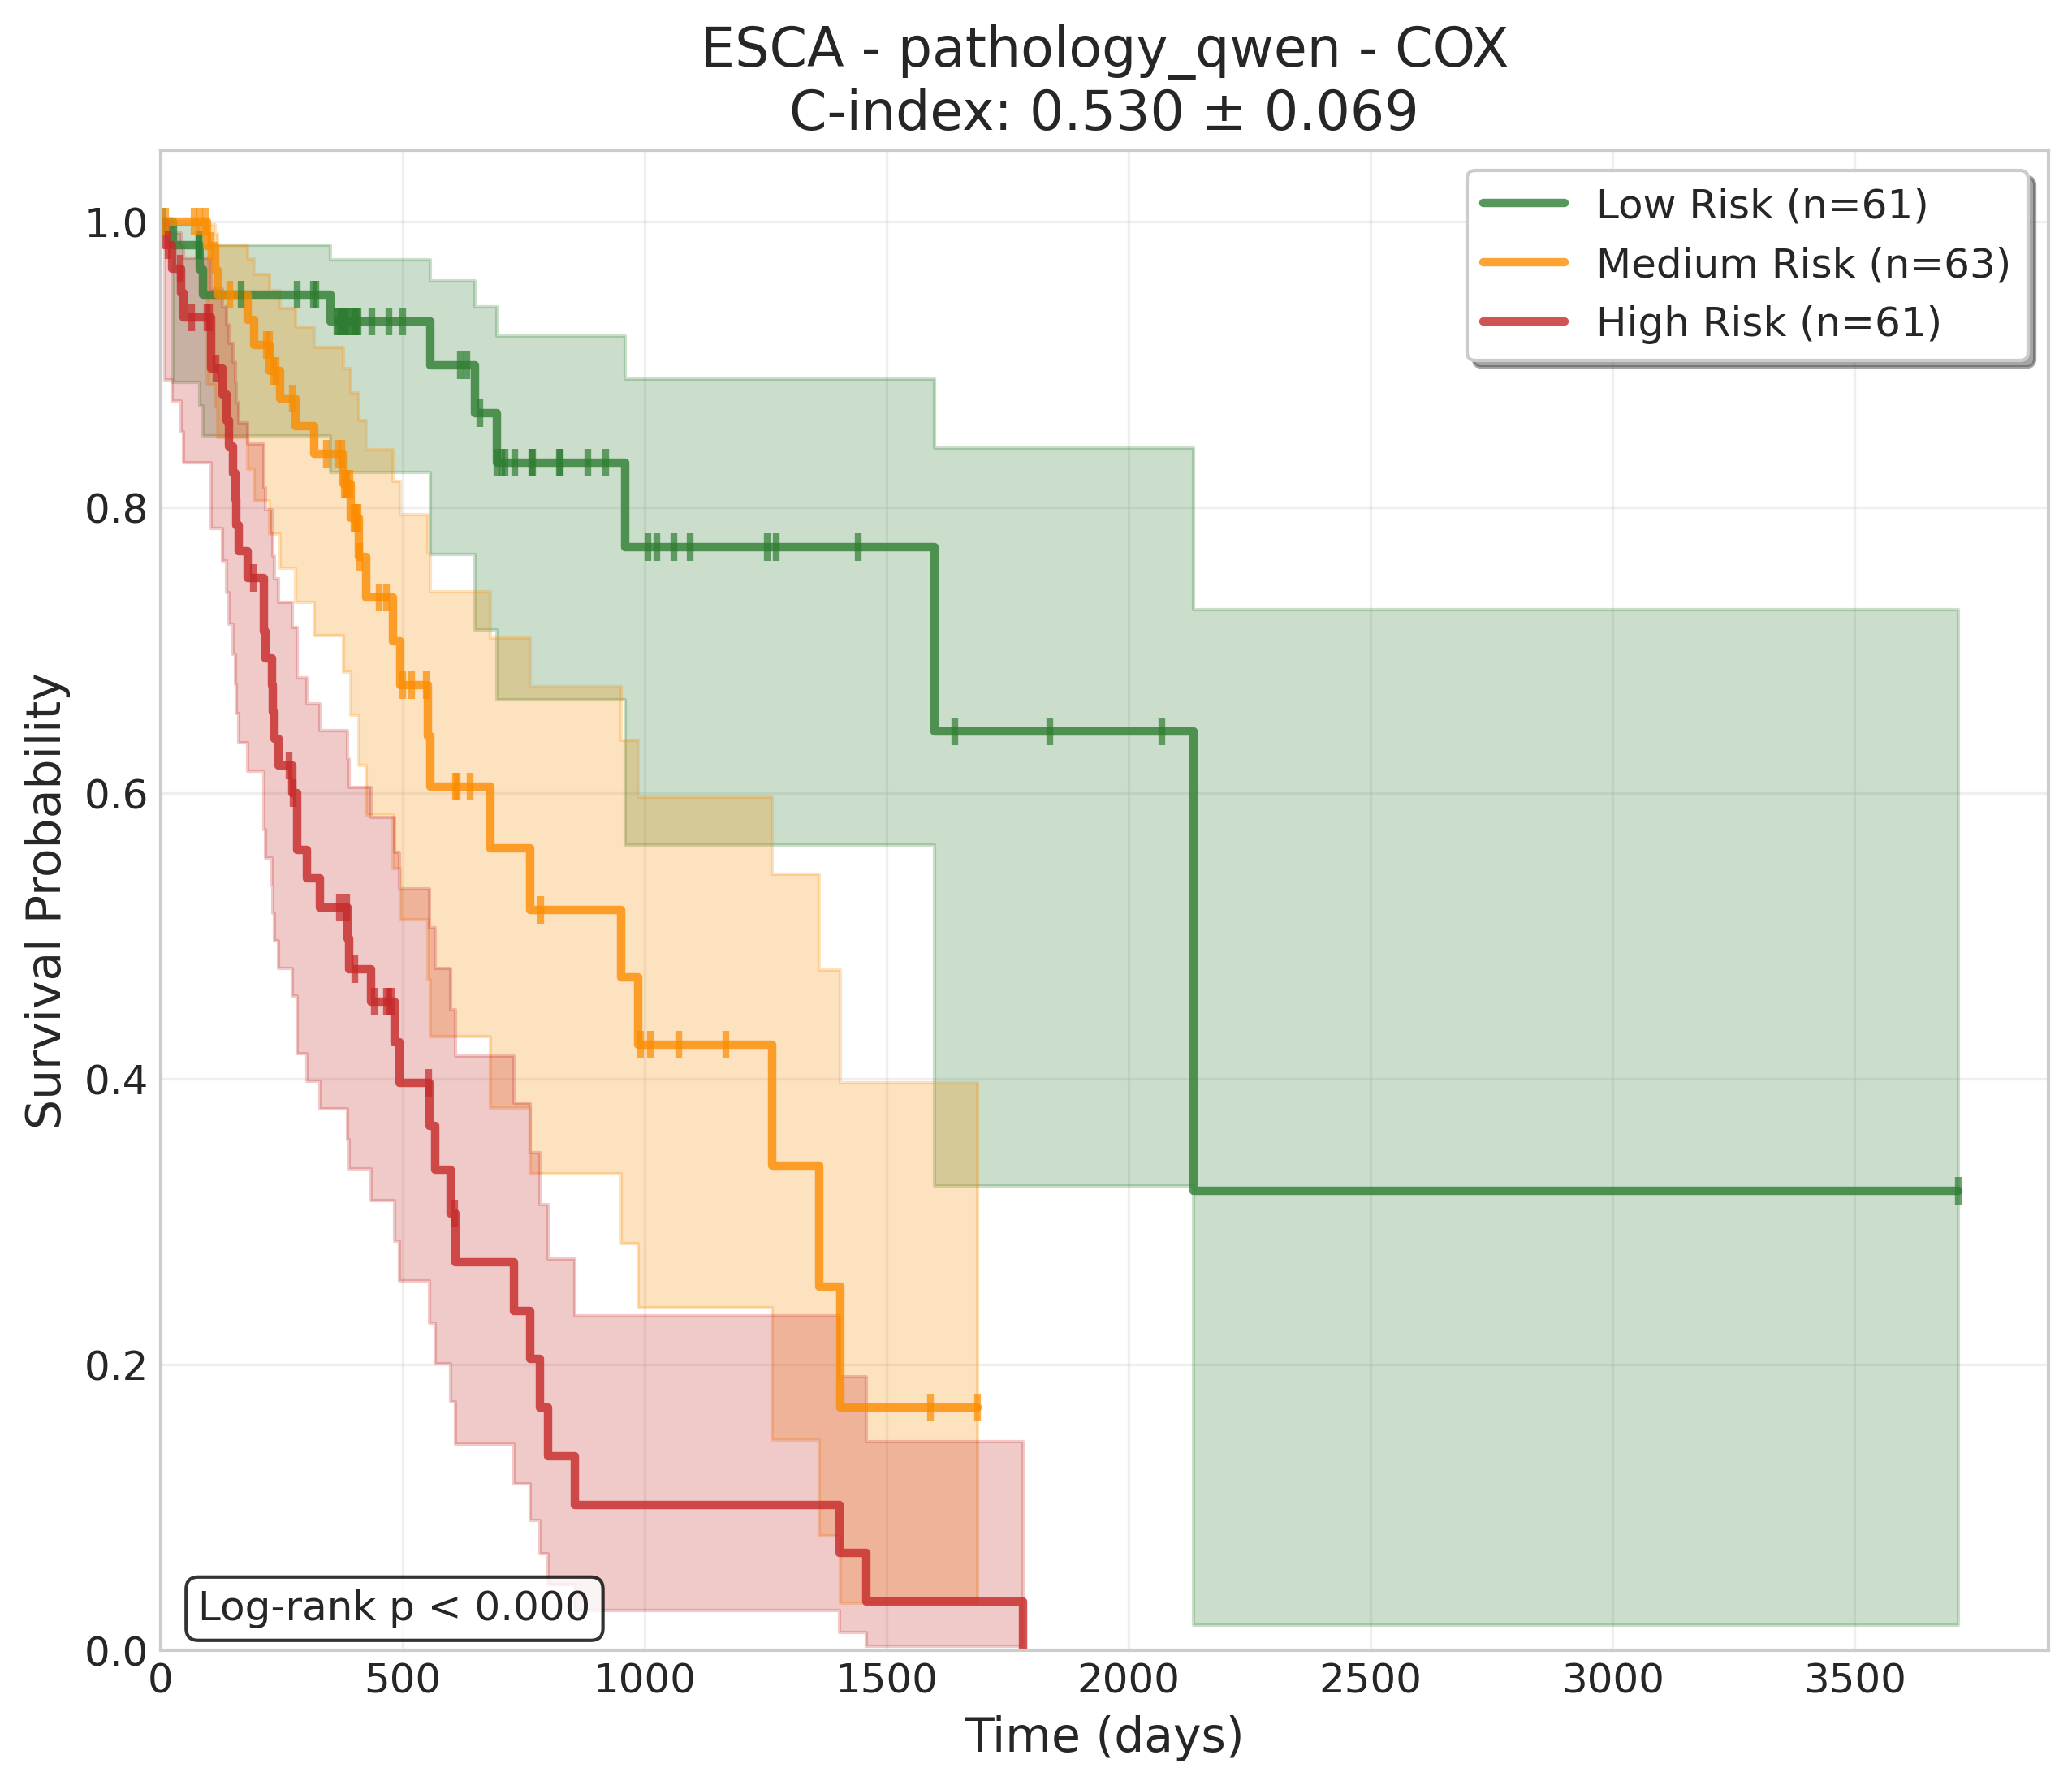 ESCA - pathology_qwen - COX
C-index: 0.530 ± 0.069
Low Risk (n=61)
Medium Risk (n=63)
High Risk (n=61)
Survival Probability
1.0
0.8
0.6
0.4
0.2
0.0
Log-rank p < 0.000
0 500 1000 1500 2000 2500 3000 3500
Time (days)